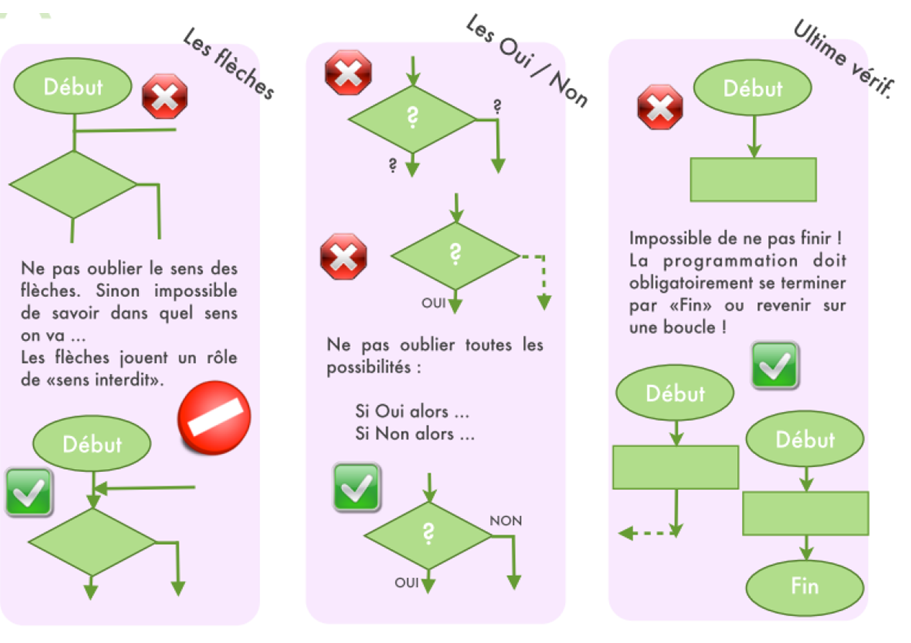 Les flèches
Début
Ne pas oublier le sens des
flèches. Sinon impossible
de savoir dans quel sens
on va ...
Les flèches jouent un rôle
de «sens interdit».
Début
Les Oui / Non
?
?
?
?
OUI
Ne pas oublier toutes les
possibilités :
Si Oui alors ...
Si Non alors ...
?
NON
OUI
Ultime vérif.
Début
Impossible de ne pas finir !
La programmation doit
obligatoirement se terminer
par «Fin» ou revenir sur
une boucle !
Début
Début
Fin